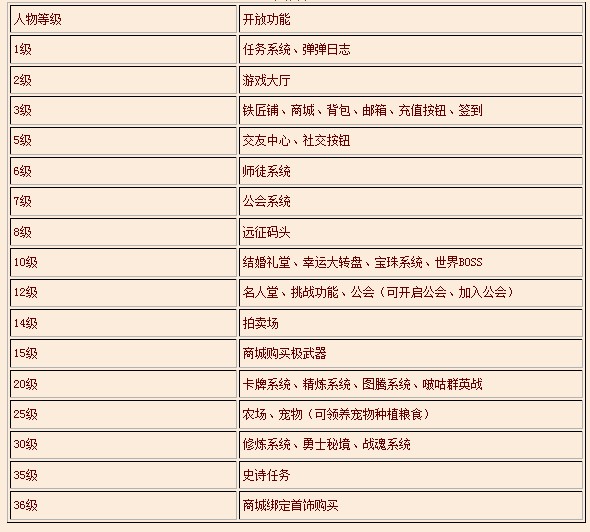 人物等级 开放功能
1级 任务系统、弹弹日志
2级 游戏大厅
3级 铁匠铺、商城、背包、邮箱、充值按钮、签到
5级 交友中心、社交按钮
6级 师徒系统
7级 公会系统
8级 远征码头
10级 结婚礼堂、幸运大转盘、宝珠系统、世界BOSS
12级 名人堂、挑战功能、公会（可开启公会、加入公会）
14级 拍卖场
15级 商城购买极武器
20级 卡牌系统、精炼系统、图腾系统、啵咕群英战
25级 农场、宠物（可领养宠物种植粮食）
30级 修炼系统、勇士秘境、战魂系统
35级 史诗任务
36级 商城绑定首饰购买